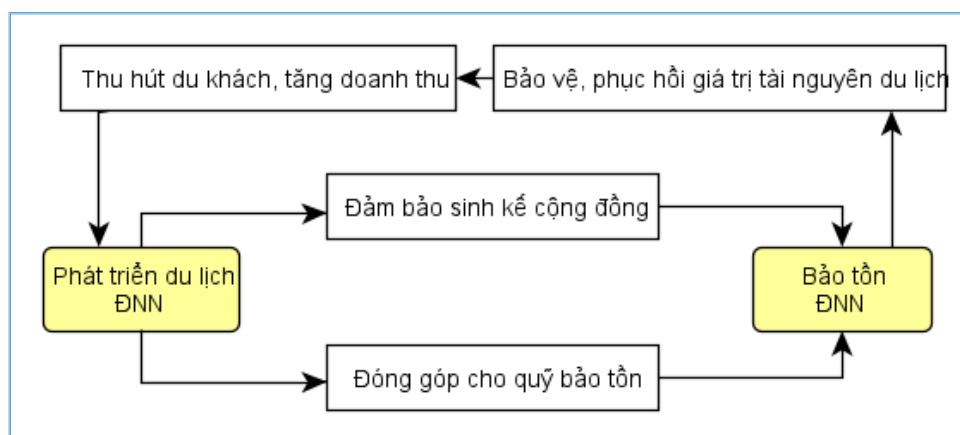 Thu hút du khách, tăng doanh thu
Bảo vệ, phục hồi giá trị tài nguyên du lịch
Đảm bảo sinh kế cộng đồng
Phát triển du lịch
ĐNN
Bảo tồn
ĐNN
Đóng góp cho quỹ bảo tồn